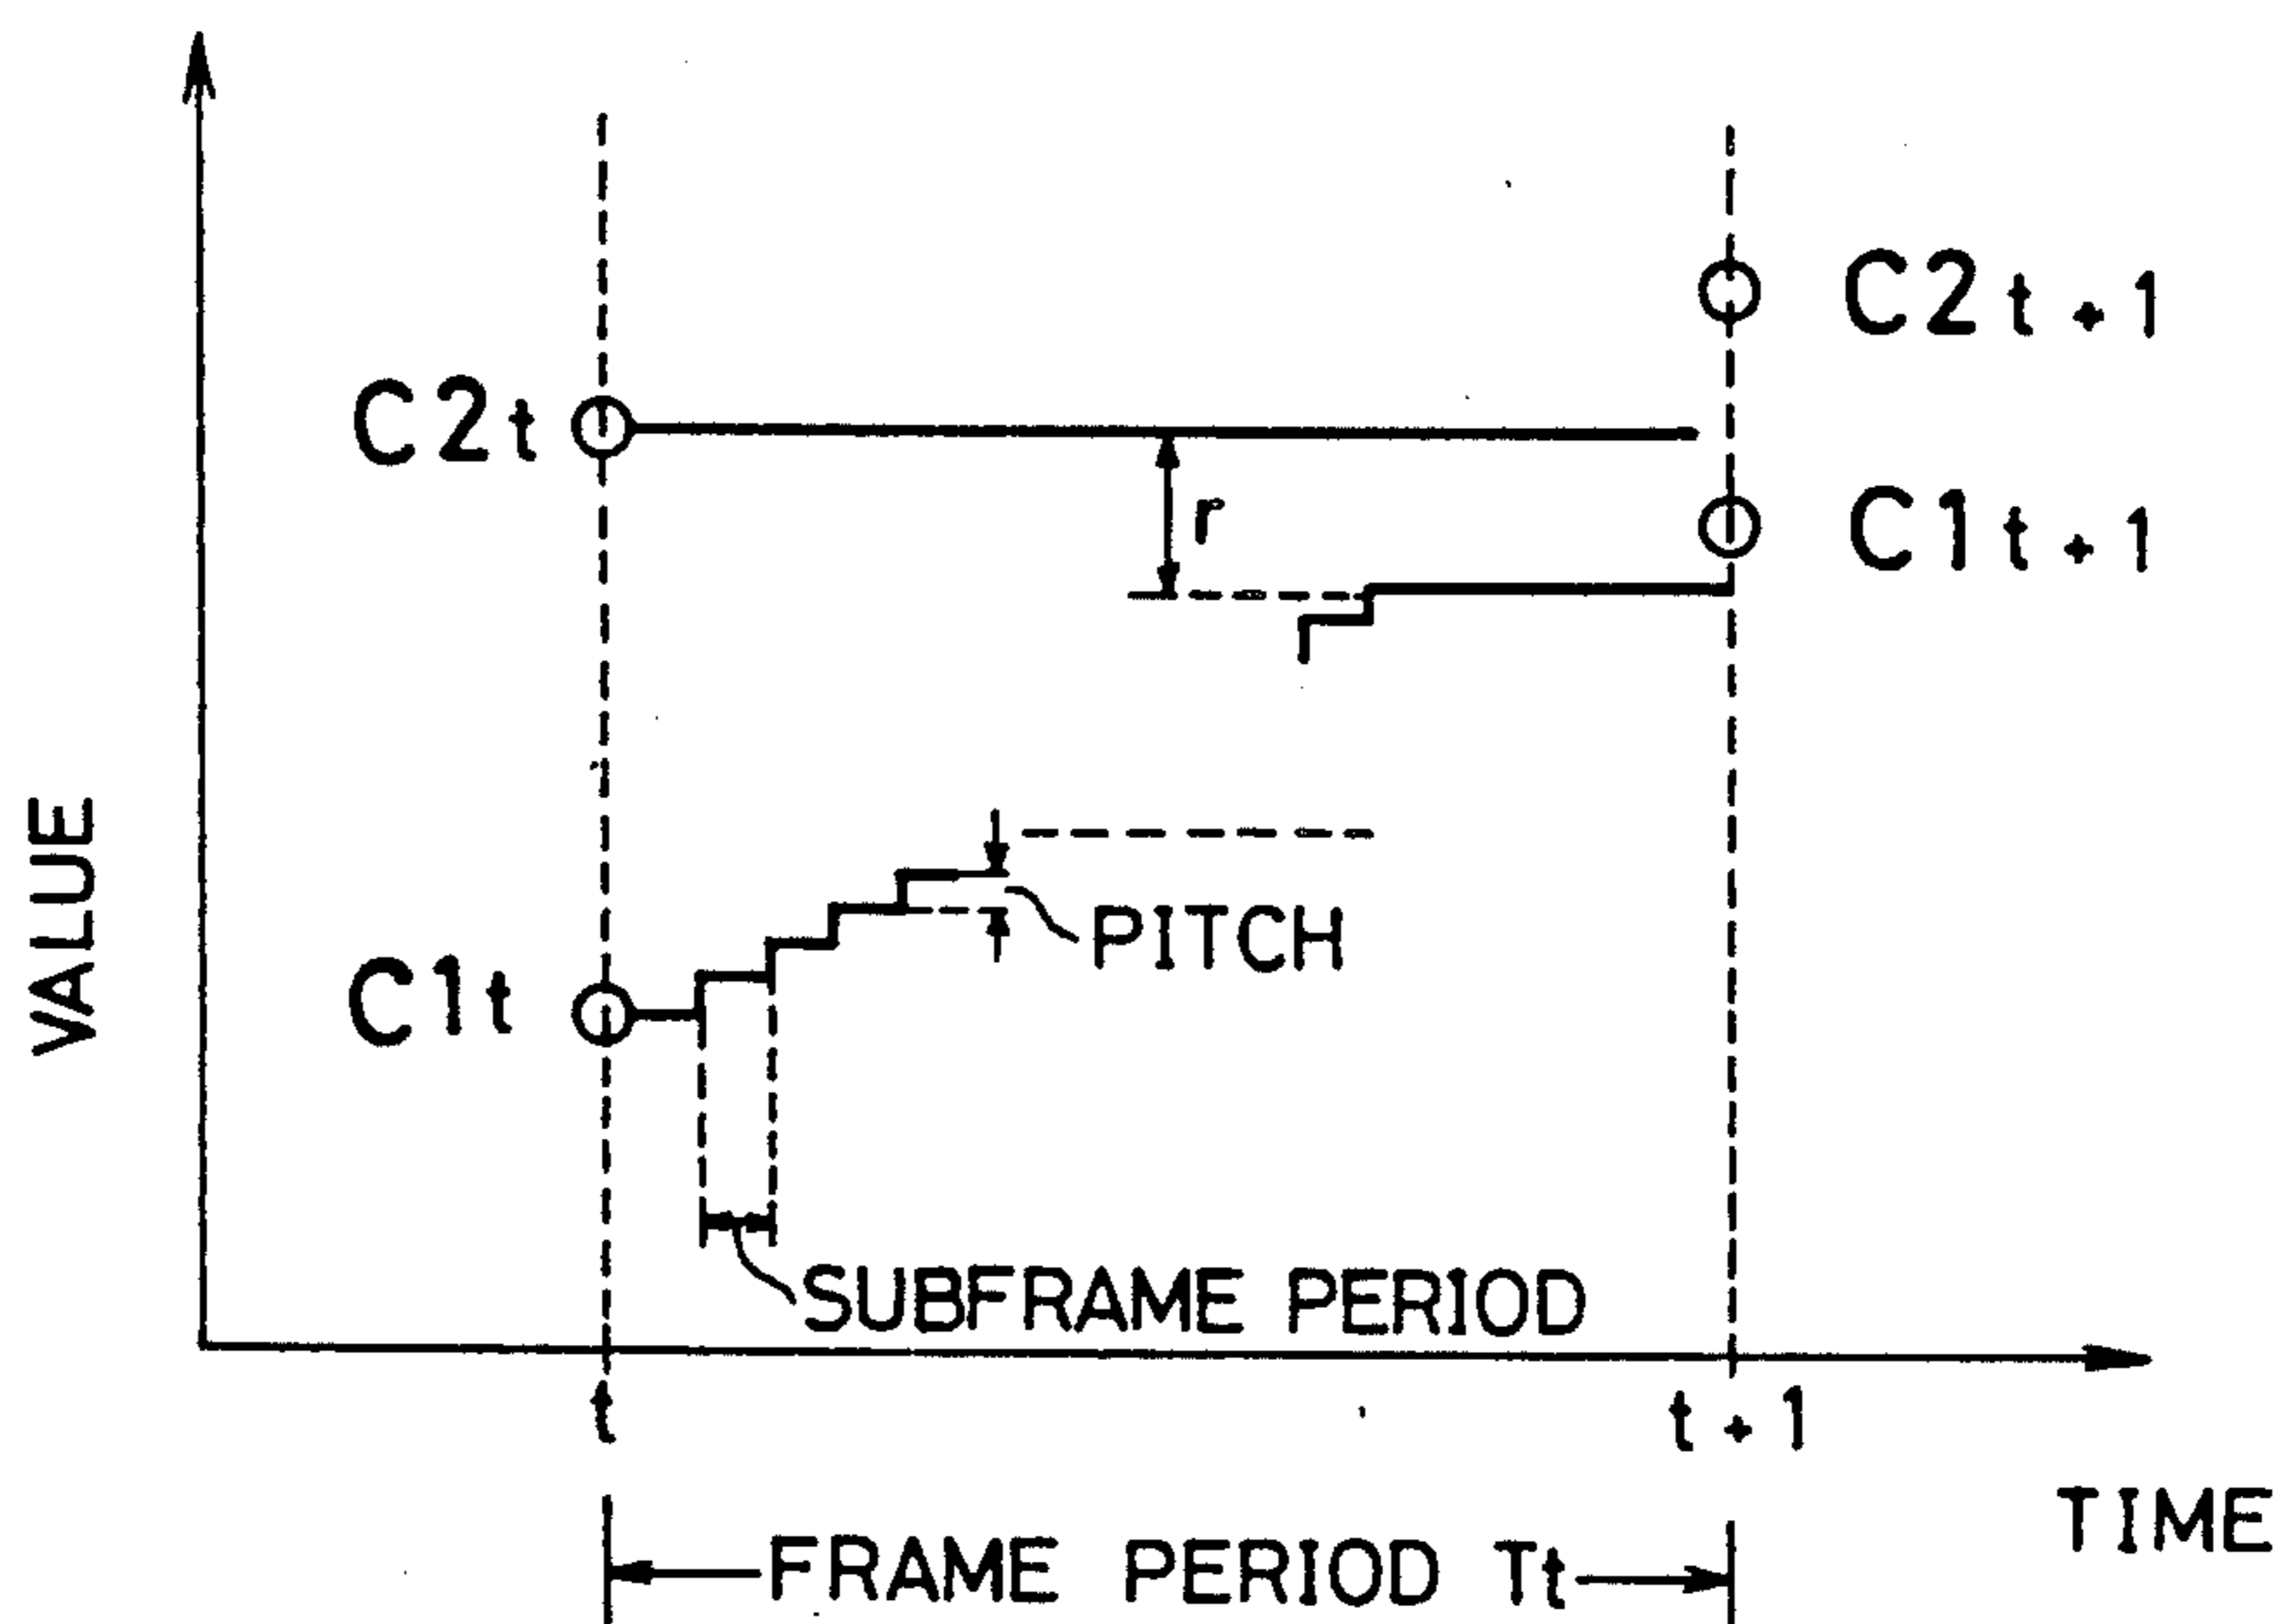 VALUE
C2t
C2t+1
r
C1t+1
PITCH
C1t
SUBFRAME PERIOD
t
t+1
TIME
FRAME PERIOD Tt